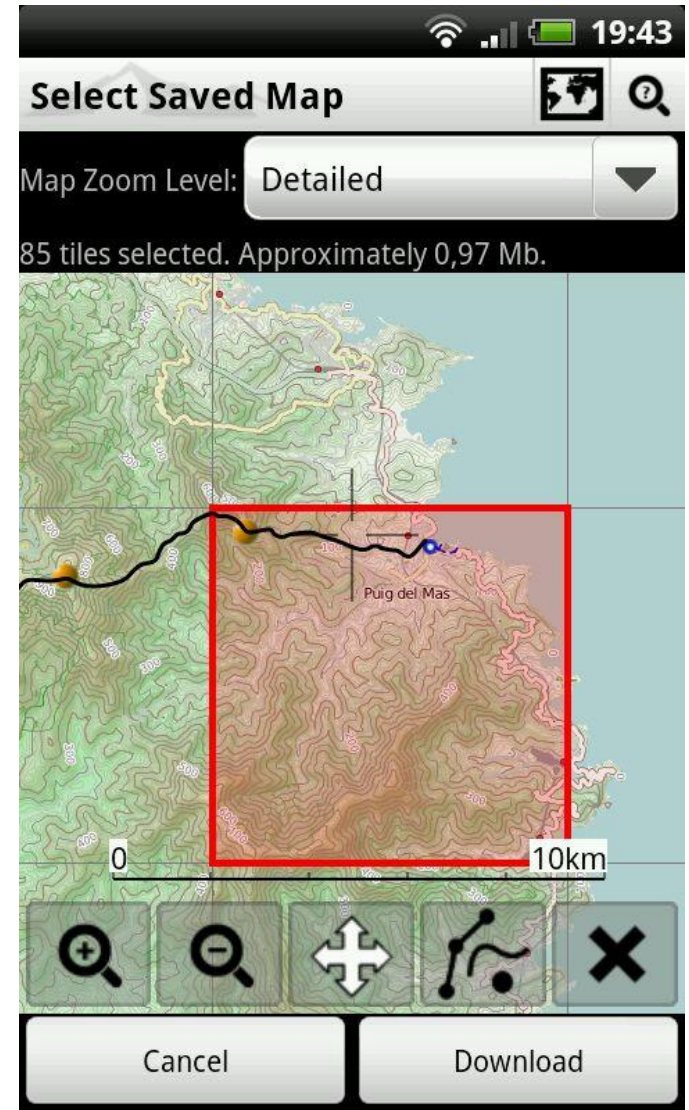 19:43
Select Saved Map
Map Zoom Level: Detailed
85 tiles selected. Approximately 0,97 Mb.
Puig del Mas
0 10km
Cancel Download